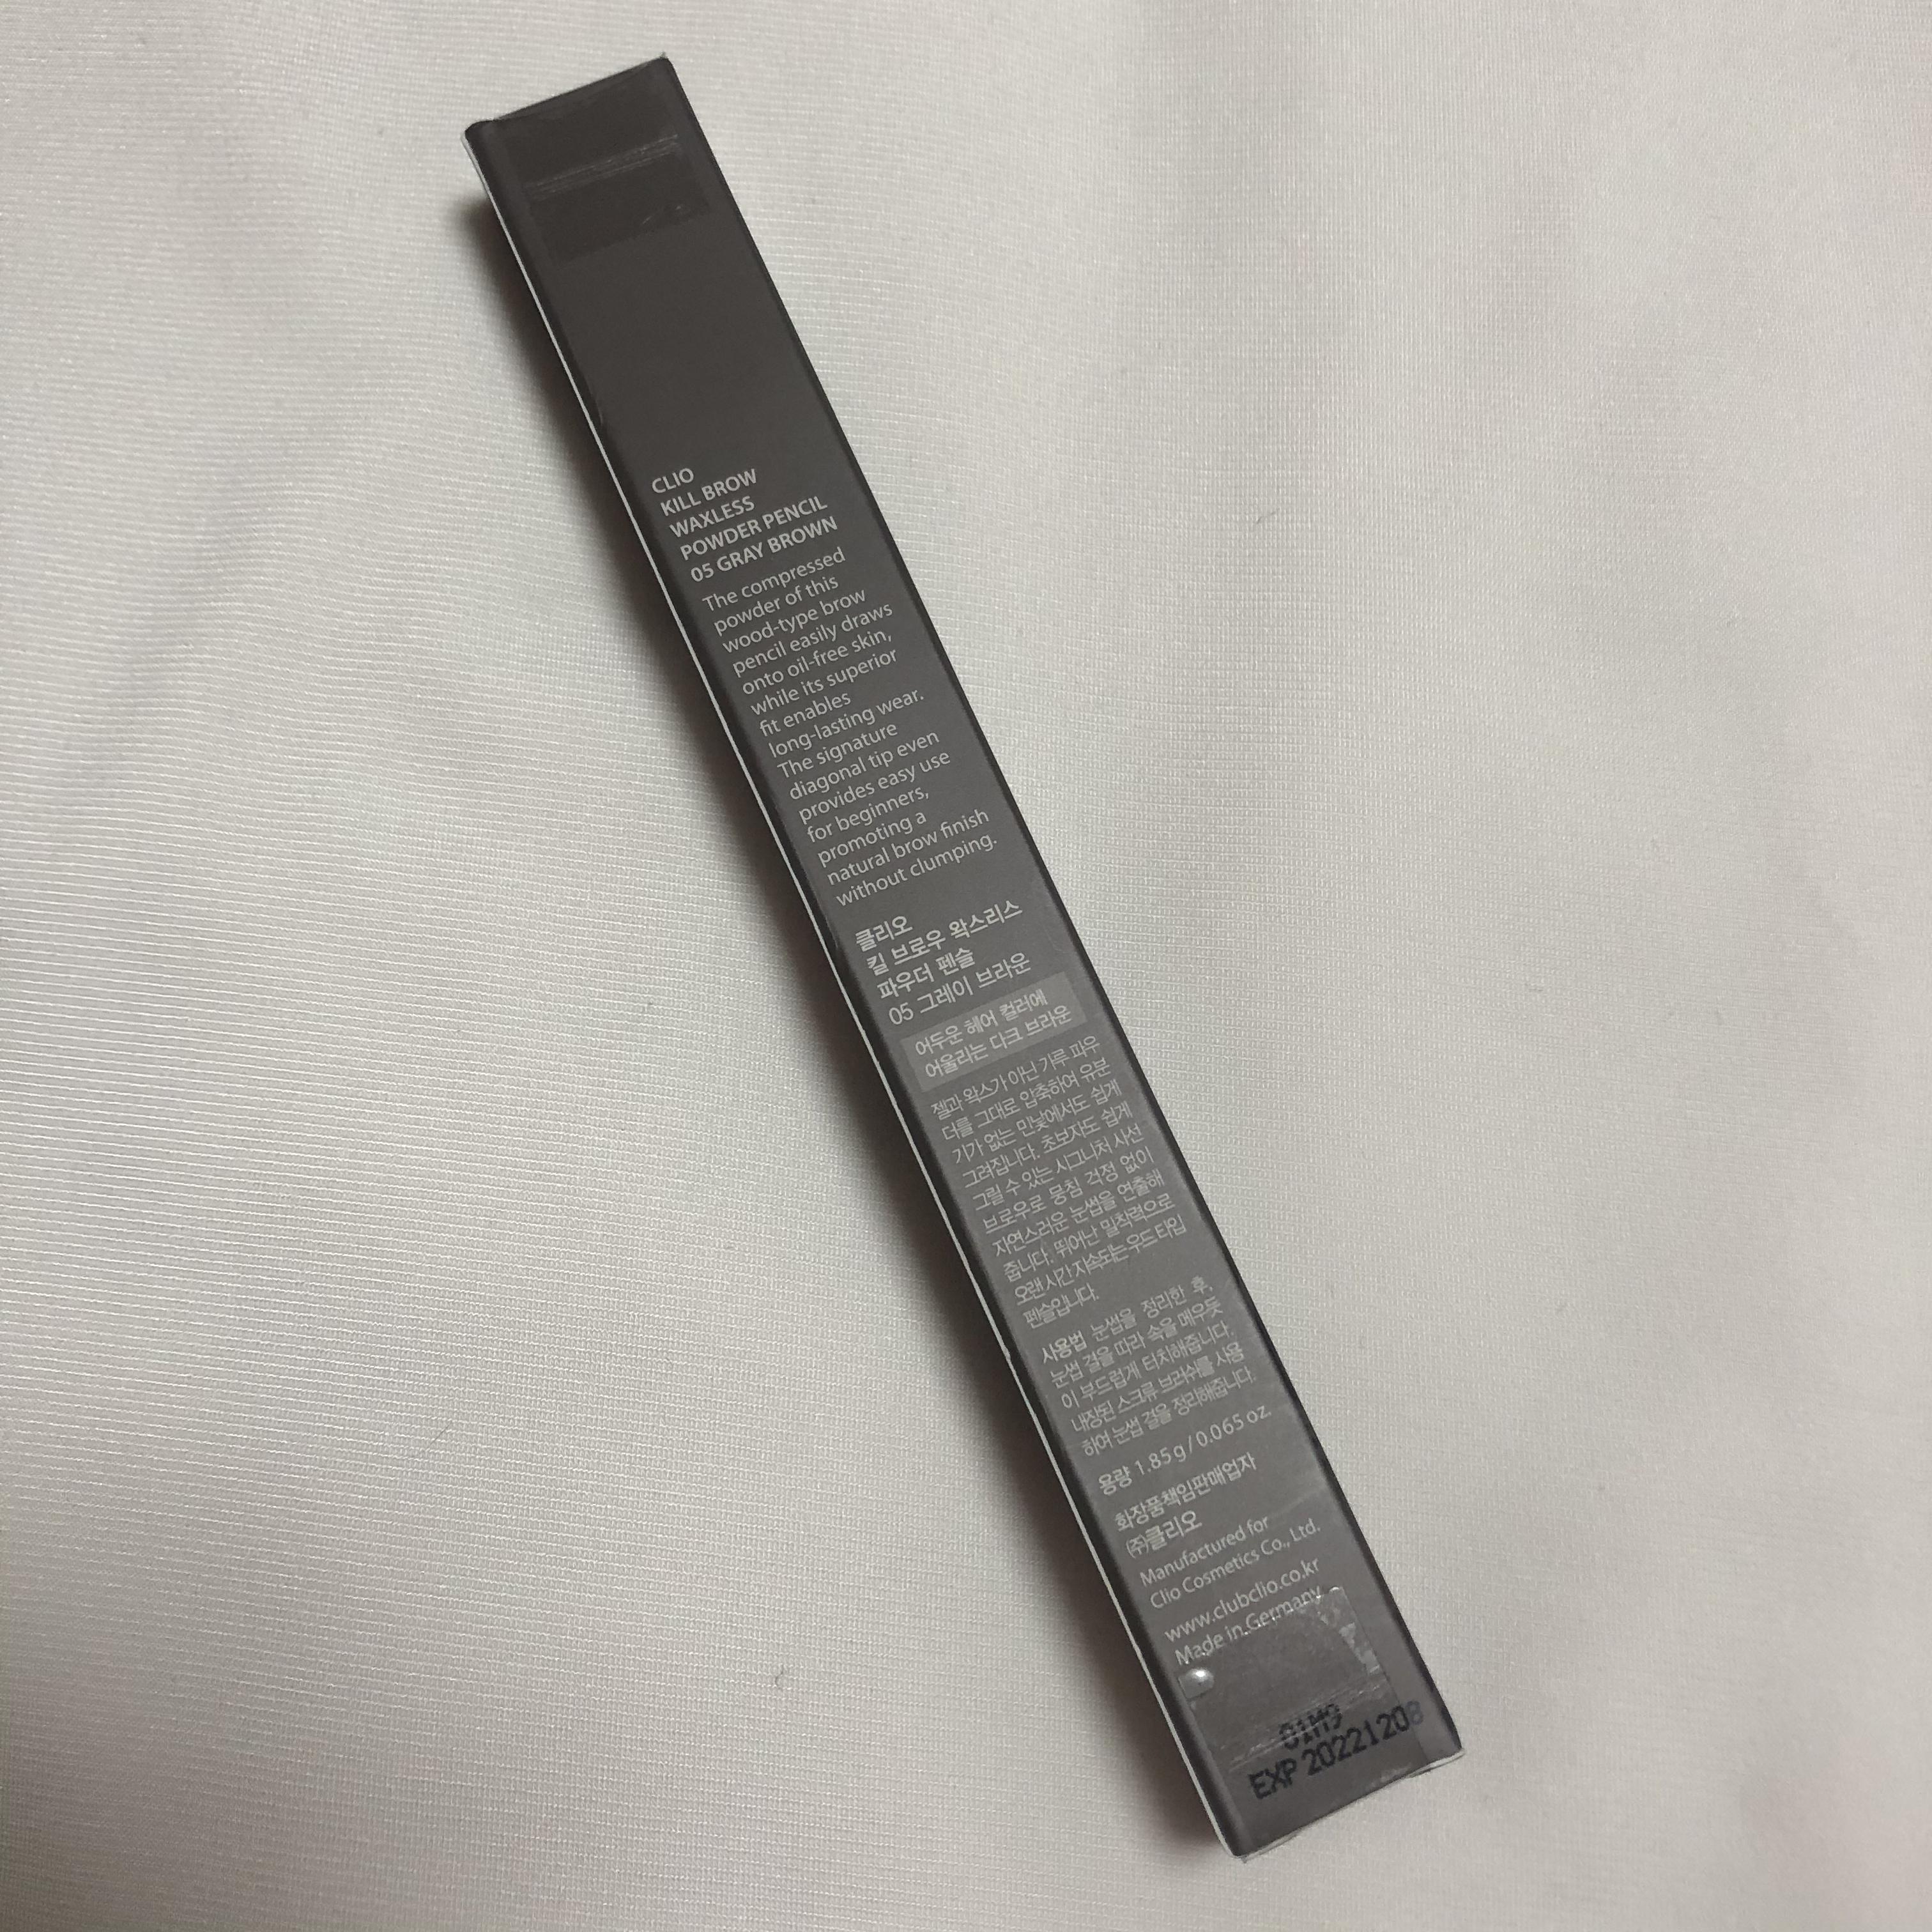 CLIO
KILL BROW
WAXLESS
POWDER PENCIL
05 GRAY BROWN
The compressed
powder of this
wood-type brow
pencil easily draws
onto oil-free skin,
while its superior
fit enables
long-lasting wear.
The signature
diagonal tip even
provides easy use
for beginners,
promoting a
natural brow finish
without clumping.
클리오
킬 브로우 왁스리스
파우더 펜슬
05 그레이 브라운
어두운 헤어 컬러에
어울리는 다크 브라운
젤과 왁스가 아닌 가루 파우
더를 그대로 압축하여 유분
기가 없는 민낯에서도 쉽게
그려집니다. 초보자도 쉽게
그릴 수 있는 시그니처 사선
브로우로 뭉침 걱정 없이
자연스러운 눈썹을 연출해
줍니다. 뛰어난 밀착력으로
오랜 시간 지속되는 우드 타입
펜슬입니다.
사용법 눈썹을 정리한 후,
눈썹 결을 따라 속을 메우듯
이 부드럽게 터치해줍니다.
내장된 스크류 브러쉬를 사용
하여 눈썹 결을 정리해줍니다.
용량 1.85 g / 0.065 oz.
화장품책임판매업자
㈜클리오
Manufactured for
Clio Cosmetics Co., Ltd.
www.clubclio.co.kr
Made in Germany
01M9
EXP 20221208